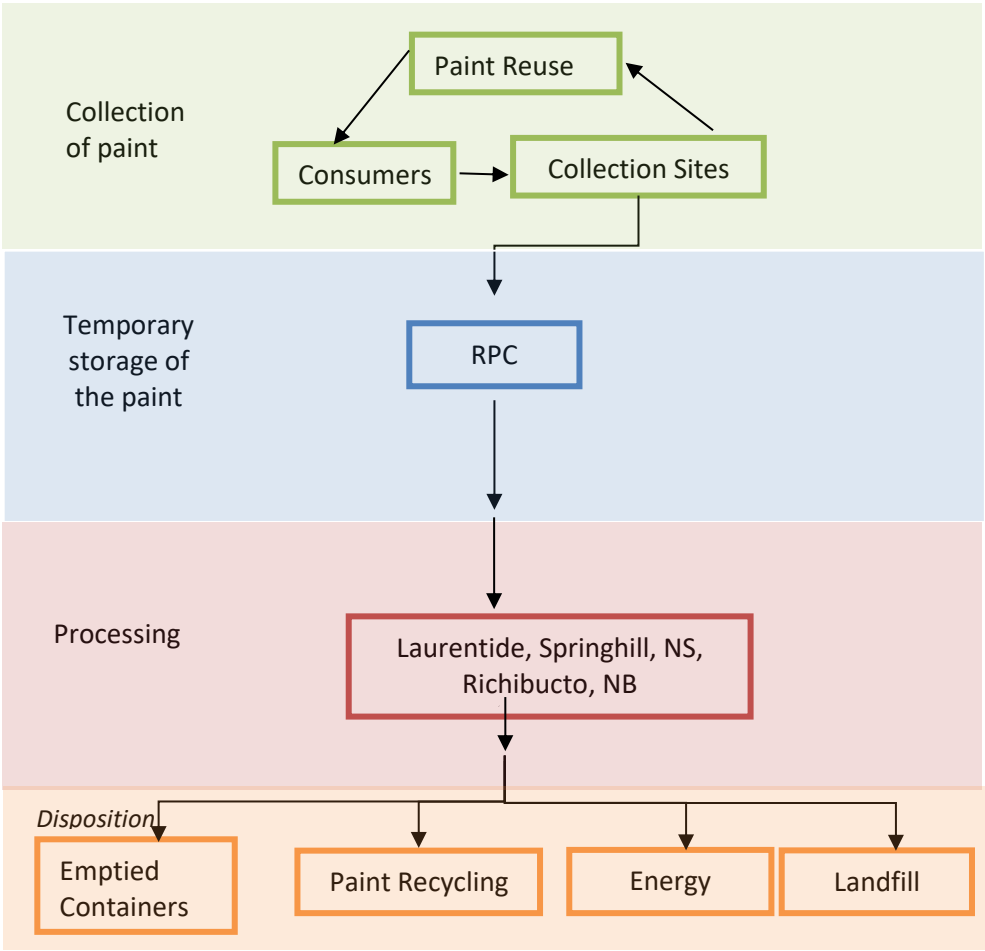 Paint Reuse
Collection
of paint
Consumers
Collection Sites
Temporary
storage of
the paint
RPC
Processing
Laurentide, Springhill, NS,
Richibucto, NB
Disposition
Emptied
Containers
Paint Recycling
Energy
Landfill